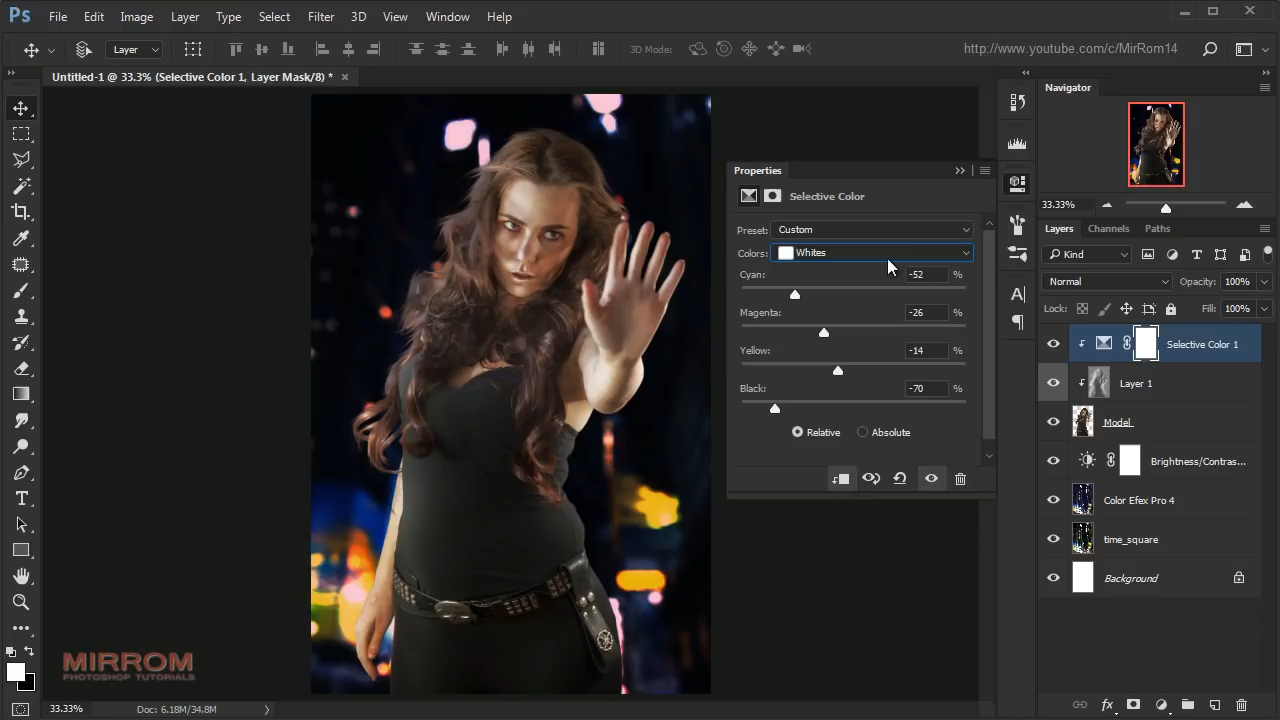 Ps File Edit Image Layer Type Select Filter 3D View Window Help
Layer 3D Mode: http://www.youtube.com/c/MirRom14
Untitled-1 @ 33.3% (Selective Color 1, Layer Mask/8) * ×
Navigator
33.33%
Properties
Selective Color
Preset: Custom
Colors: Whites
Cyan: -52 %
Magenta: -26 %
Yellow: -14 %
Black: -70 %
Relative Absolute
Layers Channels Paths
Kind
Normal Opacity: 100%
Lock: Fill: 100%
Selective Color 1
Layer 1
Model
Brightness/Contras...
Color Efex Pro 4
time_square
Background
MIRROM
PHOTOSHOP TUTORIALS
33.33% Doc: 6.18M/34.8M